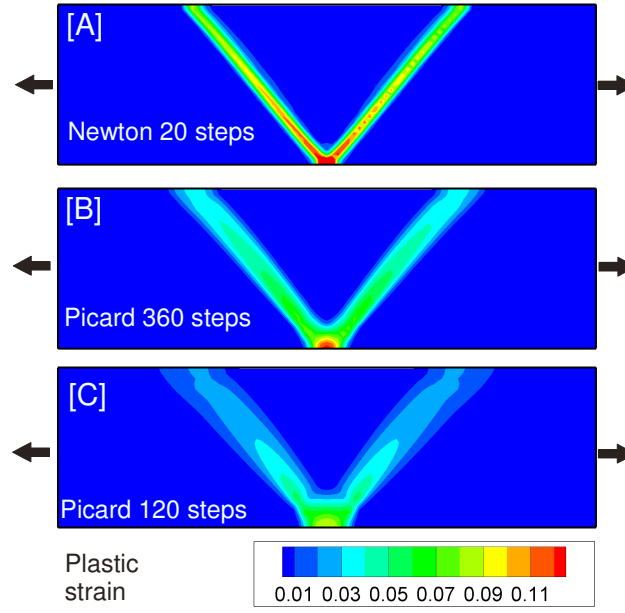 [A]
Newton 20 steps
[B]
Picard 360 steps
[C]
Picard 120 steps
Plastic
strain
0.01 0.03 0.05 0.07 0.09 0.11